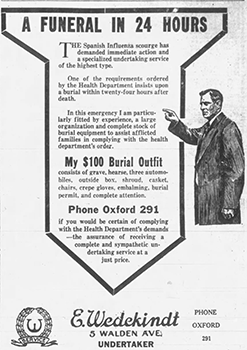 A FUNERAL IN 24 HOURS
THE Spanish Influenza scourge has
demanded immediate action and
a specialized undertaking service
of the highest type.
One of the requirements ordered
by the Health Department insists upon
a burial within twenty-four hours after
death.
In this emergency I am particu-
larly fitted by experience, a large
organization and complete stock of
burial equipment to assist afflicted
families in complying with the health
department's order.
My $100 Burial Outfit
consists of grave, hearse, three automo-
biles, outside box, shroud, casket,
chairs, crepe gloves, embalming, burial
permit, and complete attention.
Phone Oxford 291
if you would be certain of complying
with the Health Department's demands
—the assurance of receiving a
complete and sympathetic un-
dertaking service at a
just price.
W
SERVICE
E. Wedekindt
5 WALDEN AVE.
UNDERTAKER
PHONE
OXFORD
291